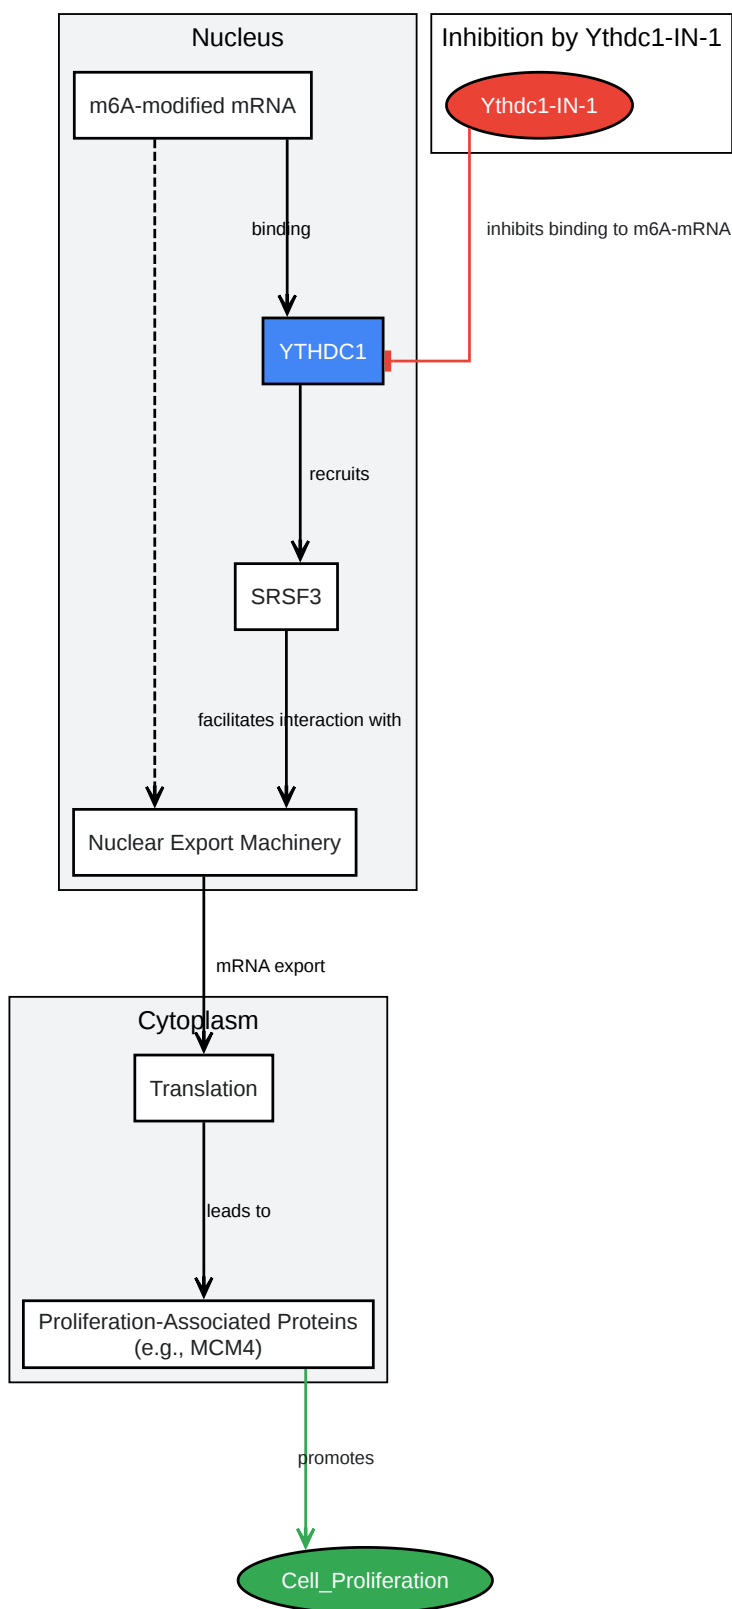 Nucleus
Inhibition by Ythdc1-IN-1
m6A-modified mRNA
Ythdc1-IN-1
binding
inhibits binding to m6A-mRNA
YTHDC1
recruits
SRSF3
facilitates interaction with
Nuclear Export Machinery
mRNA export
Cytoplasm
Translation
leads to
Proliferation-Associated Proteins
(e.g., MCM4)
promotes
Cell_Proliferation